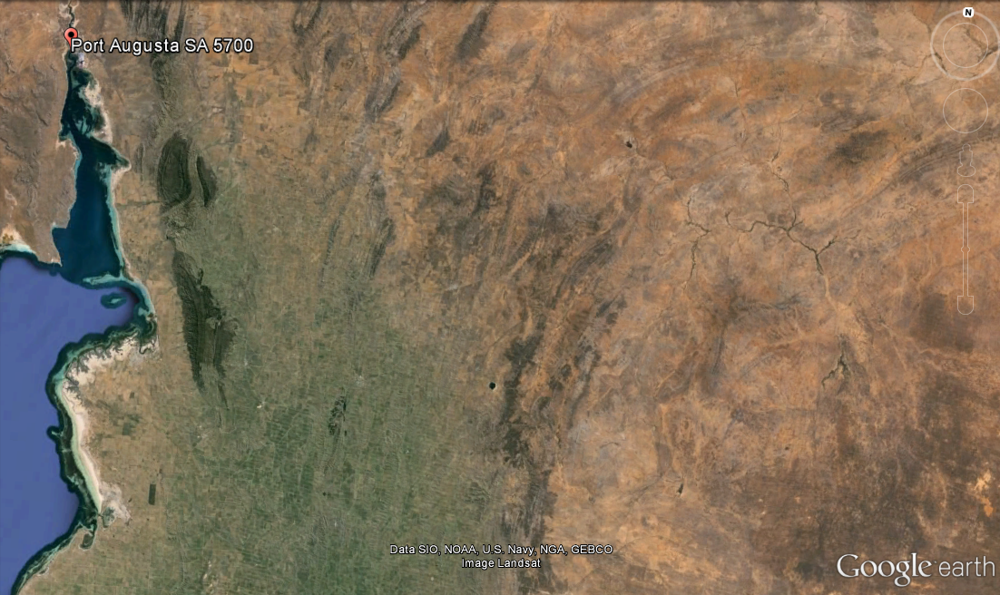 N
Port Augusta SA 5700
Data SIO, NOAA, U.S. Navy, NGA, GEBCO
Image Landsat
Google earth